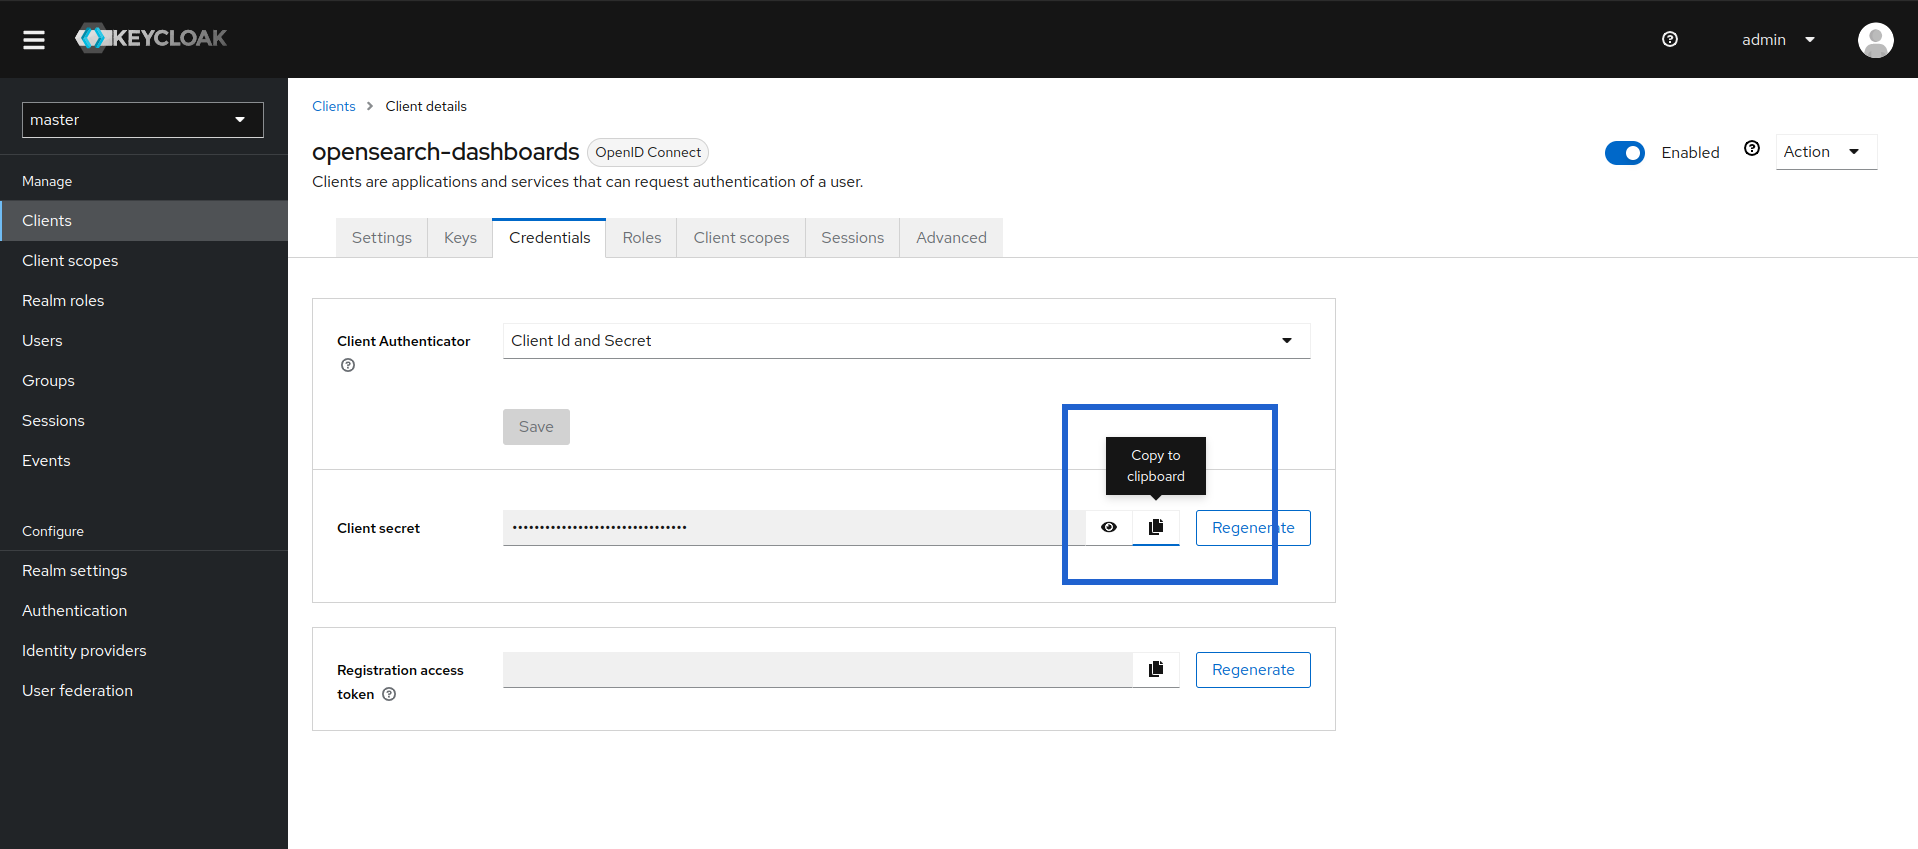 KEYCLOAK
admin
master
Manage
Clients
Client scopes
Realm roles
Users
Groups
Sessions
Events
Configure
Realm settings
Authentication
Identity providers
User federation
Clients > Client details
opensearch-dashboards OpenID Connect
Enabled
Action
Clients are applications and services that can request authentication of a user.
Settings Keys Credentials Roles Client scopes Sessions Advanced
Client Authenticator
Client Id and Secret
Save
Copy to
clipboard
Client secret
••••••••••••••••••••••••••••••••
Regenerate
Registration access
token
Regenerate